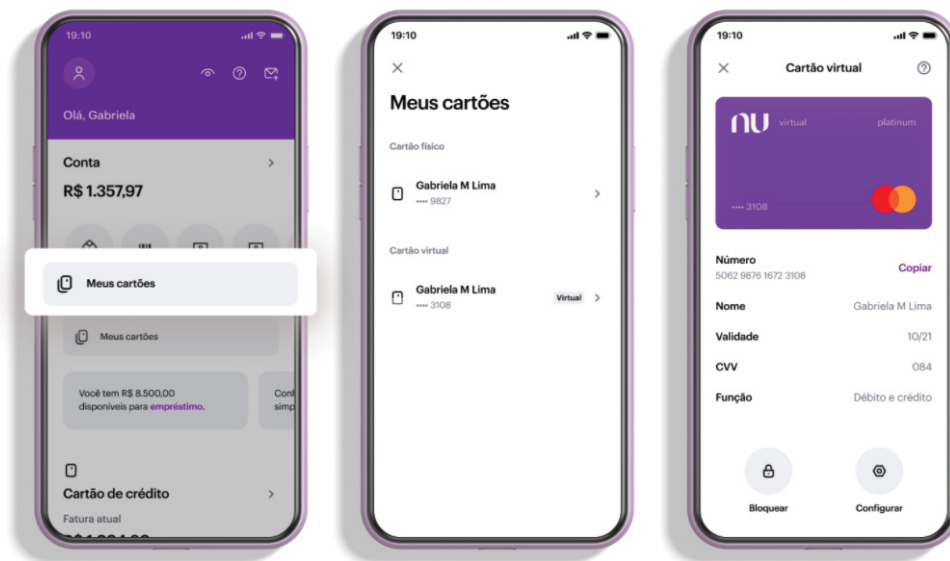 19:10
Olá, Gabriela
Conta
R$ 1.357,97
Meus cartões
Meus cartões
Você tem R$ 8.500,00
disponíveis para empréstimo.
Cartão de crédito
Fatura atual
19:10
Meus cartões
Cartão físico
Gabriela M Lima
•••• 9827
Cartão virtual
Gabriela M Lima
•••• 3108
Virtual
19:10
Cartão virtual
nu virtual platinum
•••• 3108
Número
5062 9876 1672 3108
Copiar
Nome Gabriela M Lima
Validade 10/21
CVV 084
Função Débito e crédito
Bloquear Configurar